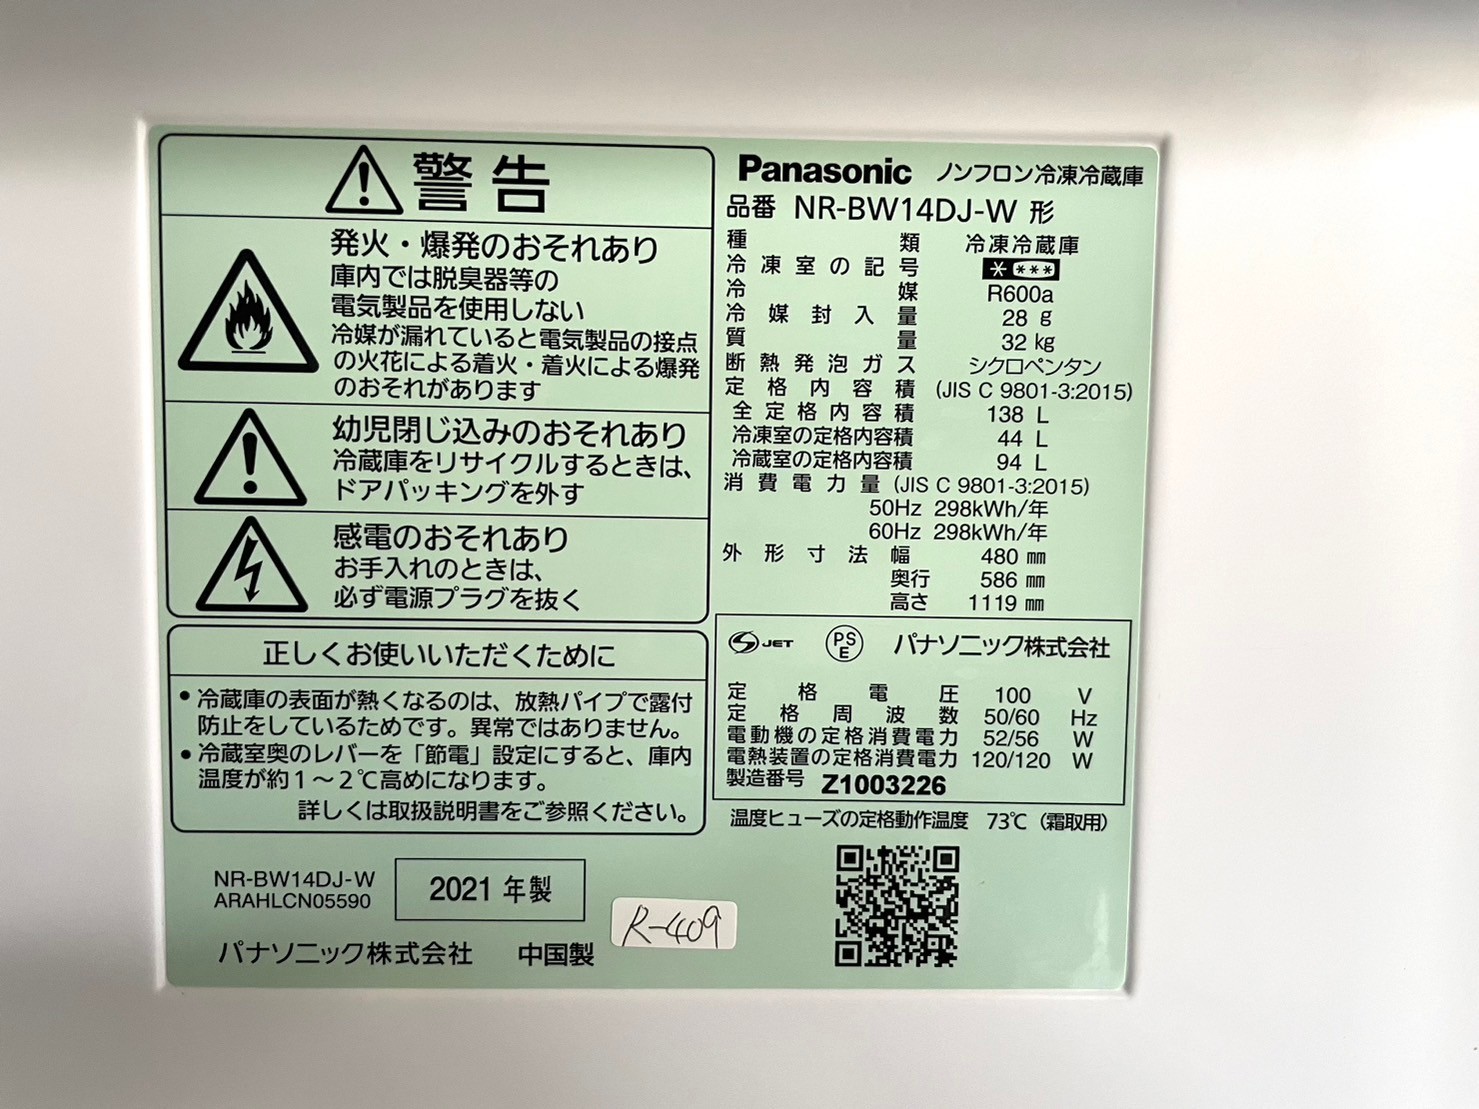 警告
発火・爆発のおそれあり
庫内では脱臭器等の
電気製品を使用しない
冷媒が漏れていると電気製品の接点
の火花による着火・着火による爆発
のおそれがあります
幼児閉じ込みのおそれあり
冷蔵庫をリサイクルするときは、
ドアパッキングを外す
感電のおそれあり
お手入れのときは、
必ず電源プラグを抜く
正しくお使いいただくために
●冷蔵庫の表面が熱くなるのは、放熱パイプで露付
防止をしているためです。異常ではありません。
●冷蔵室奥のレバーを「節電」設定にすると、庫内
温度が約1～2℃高めになります。
詳しくは取扱説明書をご参照ください。
NR-BW14DJ-W
ARAHLCN05590
2021 年製
パナソニック株式会社 中国製
R-409
Panasonic ノンフロン冷凍冷蔵庫
品番 NR-BW14DJ-W 形
種類 冷凍冷蔵庫
冷凍室の記号 * ***
冷媒 R600a
冷媒封入量 28 g
質量 32 kg
断熱発泡ガス シクロペンタン
定格内容積 (JIS C 9801-3:2015)
全定格内容積 138 L
冷凍室の定格内容積 44 L
冷蔵室の定格内容積 94 L
消費電力量 (JIS C 9801-3:2015)
50Hz 298kWh/年
60Hz 298kWh/年
外形寸法 幅 480 ㎜
奥行 586 ㎜
高さ 1119 ㎜
S JET PS E パナソニック株式会社
定格電圧 100 V
定格周波数 50/60 Hz
電動機の定格消費電力 52/56 W
電熱装置の定格消費電力 120/120 W
製造番号 Z1003226
温度ヒューズの定格動作温度 73℃（霜取用）